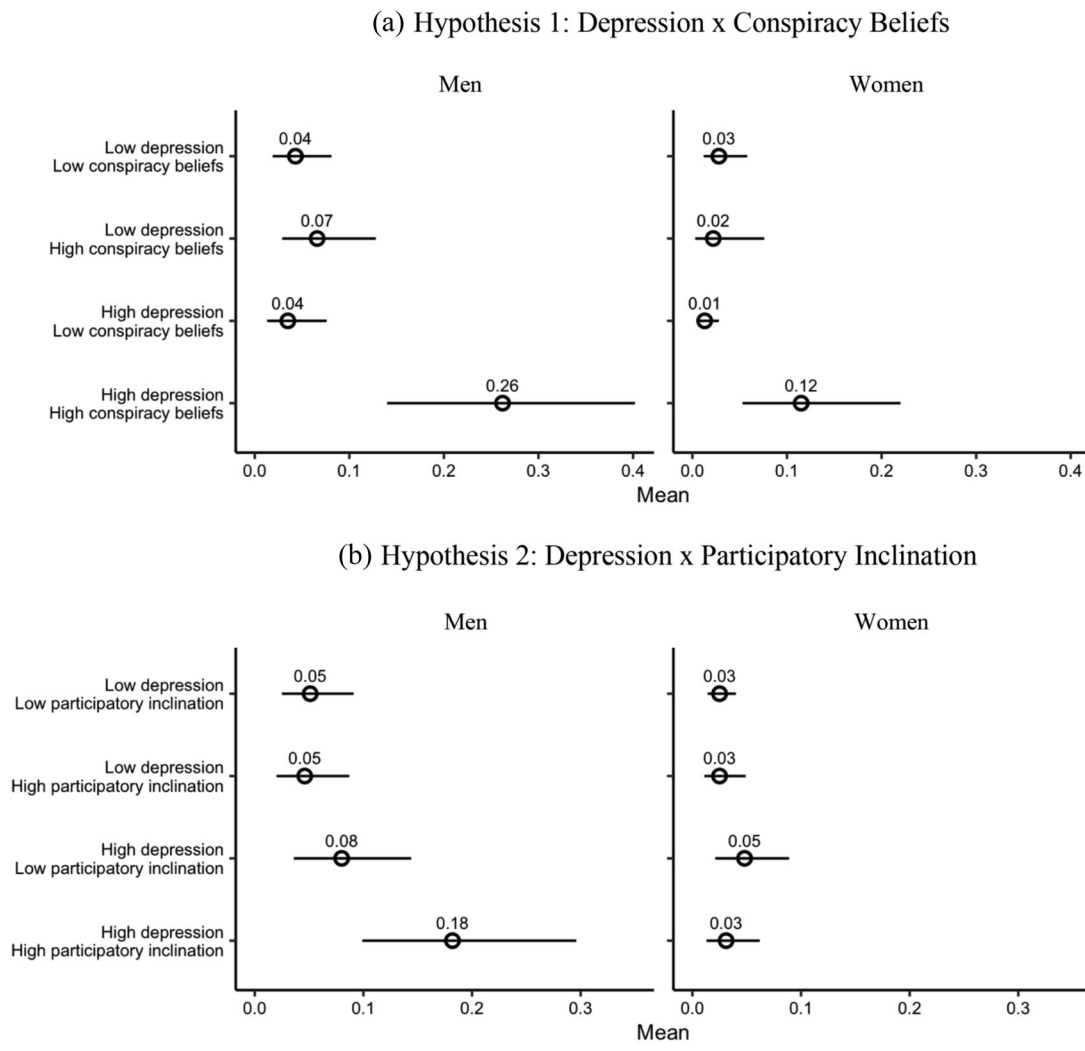 (a) Hypothesis 1: Depression x Conspiracy Beliefs
Men
Women
Low depression
Low conspiracy beliefs
0.04
0.03
Low depression
High conspiracy beliefs
0.07
0.02
High depression
Low conspiracy beliefs
0.04
0.01
High depression
High conspiracy beliefs
0.26
0.12
0.0 0.1 0.2 0.3 0.4
0.0 0.1 0.2 0.3 0.4
Mean
(b) Hypothesis 2: Depression x Participatory Inclination
Men
Women
Low depression
Low participatory inclination
0.05
0.03
Low depression
High participatory inclination
0.05
0.03
High depression
Low participatory inclination
0.08
0.05
High depression
High participatory inclination
0.18
0.03
0.0 0.1 0.2 0.3
0.0 0.1 0.2 0.3
Mean